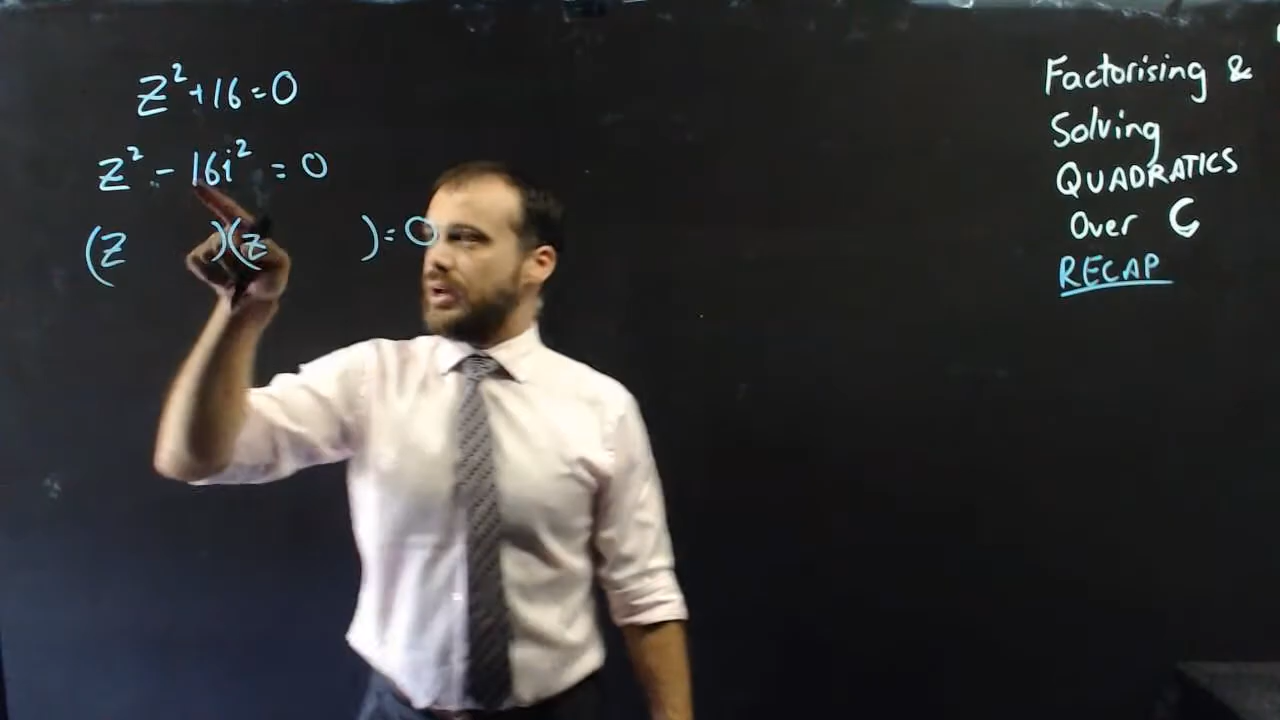 z² + 16 = 0
z² - 16i² = 0
(z )(z ) = 0
Factorising &
Solving
QUADRATICS
Over C
RECAP